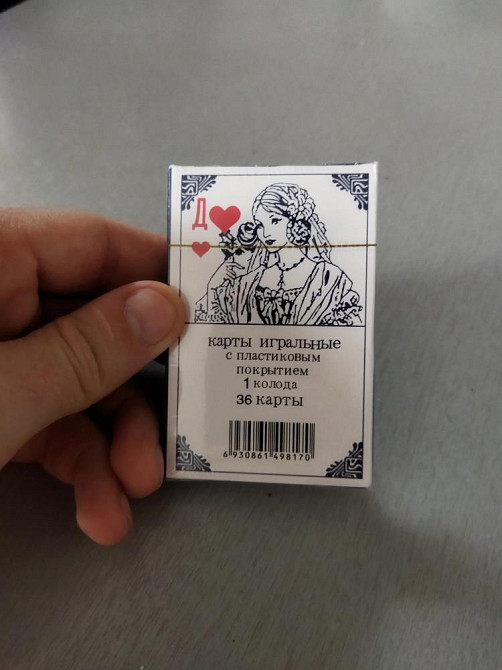 Д
карты игральные
с пластиковым
покрытием
1 колода
36 карты
6 930861 498170